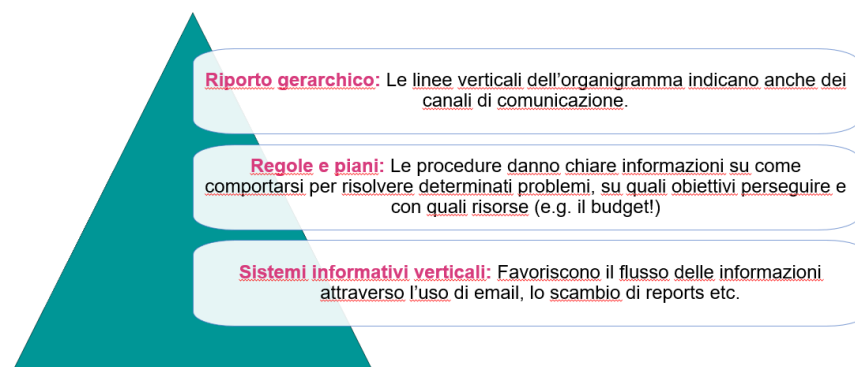 Riporto gerarchico: Le linee verticali dell'organigramma indicano anche dei
canali di comunicazione.
Regole e piani: Le procedure danno chiare informazioni su come
comportarsi per risolvere determinati problemi, su quali obiettivi perseguire e
con quali risorse (e.g. il budget!)
Sistemi informativi verticali: Favoriscono il flusso delle informazioni
attraverso l'uso di email, lo scambio di reports etc.